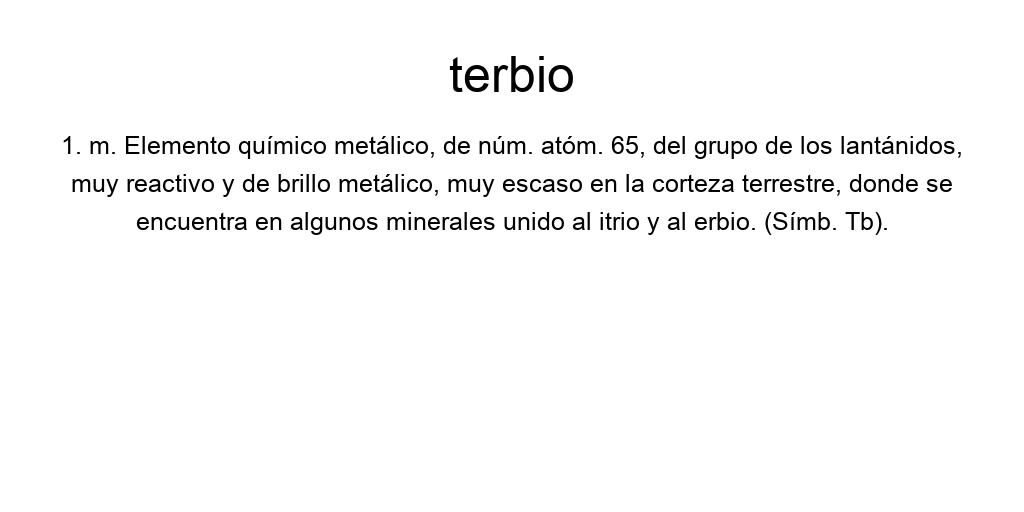 terbio
1. m. Elemento químico metálico, de núm. atóm. 65, del grupo de los lantánidos,
muy reactivo y de brillo metálico, muy escaso en la corteza terrestre, donde se
encuentra en algunos minerales unido al itrio y al erbio. (Símb. Tb).